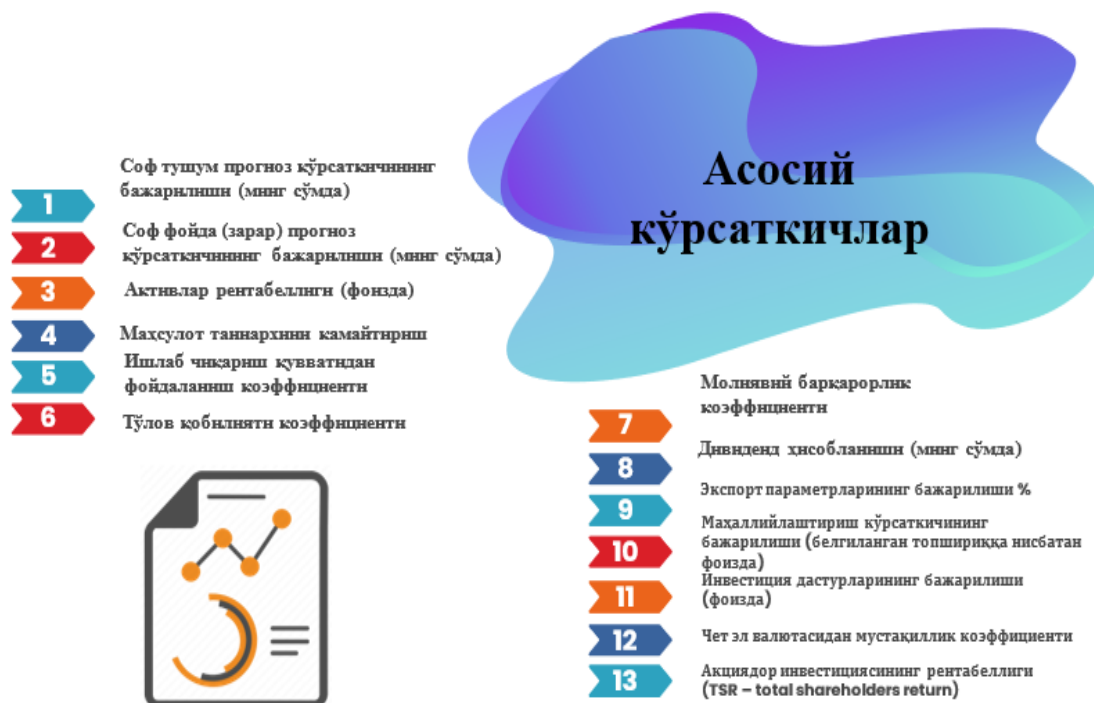 Асосий
кўрсаткичлар
1
Соф тушум прогноз кўрсаткичининг
бажарилиши (минг сўмда)
2
Соф фойда (зарар) прогноз
кўрсаткичининг бажарилиши (минг сўмда)
3
Активлар рентабеллиги (фоизда)
4
Маҳсулот таннархини камайтириш
5
Ишлаб чиқариш қувватидан
фойдаланиш коэффициенти
6
Тўлов қобилияти коэффициенти
7
Молиявий барқарорлик
коэффициенти
8
Дивиденд ҳисобланиши (минг сўмда)
9
Экспорт параметрларининг бажарилиши %
10
Маҳаллийлаштириш кўрсаткичининг
бажарилиши (белгиланган топшириққа нисбатан
фоизда)
11
Инвестиция дастурларининг бажарилиши
(фоизда)
12
Чет эл валютасидан мустақиллик коэффициенти
13
Акциядор инвестициясининг рентабеллиги
(TSR – total shareholders return)